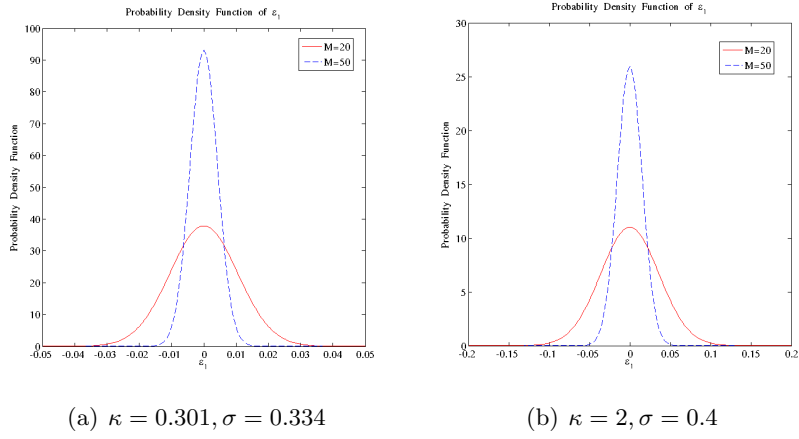 Probability Density Function of ε₁
100
90
80
70
60
50
40
30
20
10
0
Probability Density Function
M=20
M=50
-0.05 -0.04 -0.03 -0.02 -0.01 0 0.01 0.02 0.03 0.04 0.05
ε₁
(a) κ = 0.301, σ = 0.334
Probability Density Function of ε₁
30
25
20
15
10
5
0
Probability Density Function
M=20
M=50
-0.2 -0.15 -0.1 -0.05 0 0.05 0.1 0.15 0.2
ε₁
(b) κ = 2, σ = 0.4